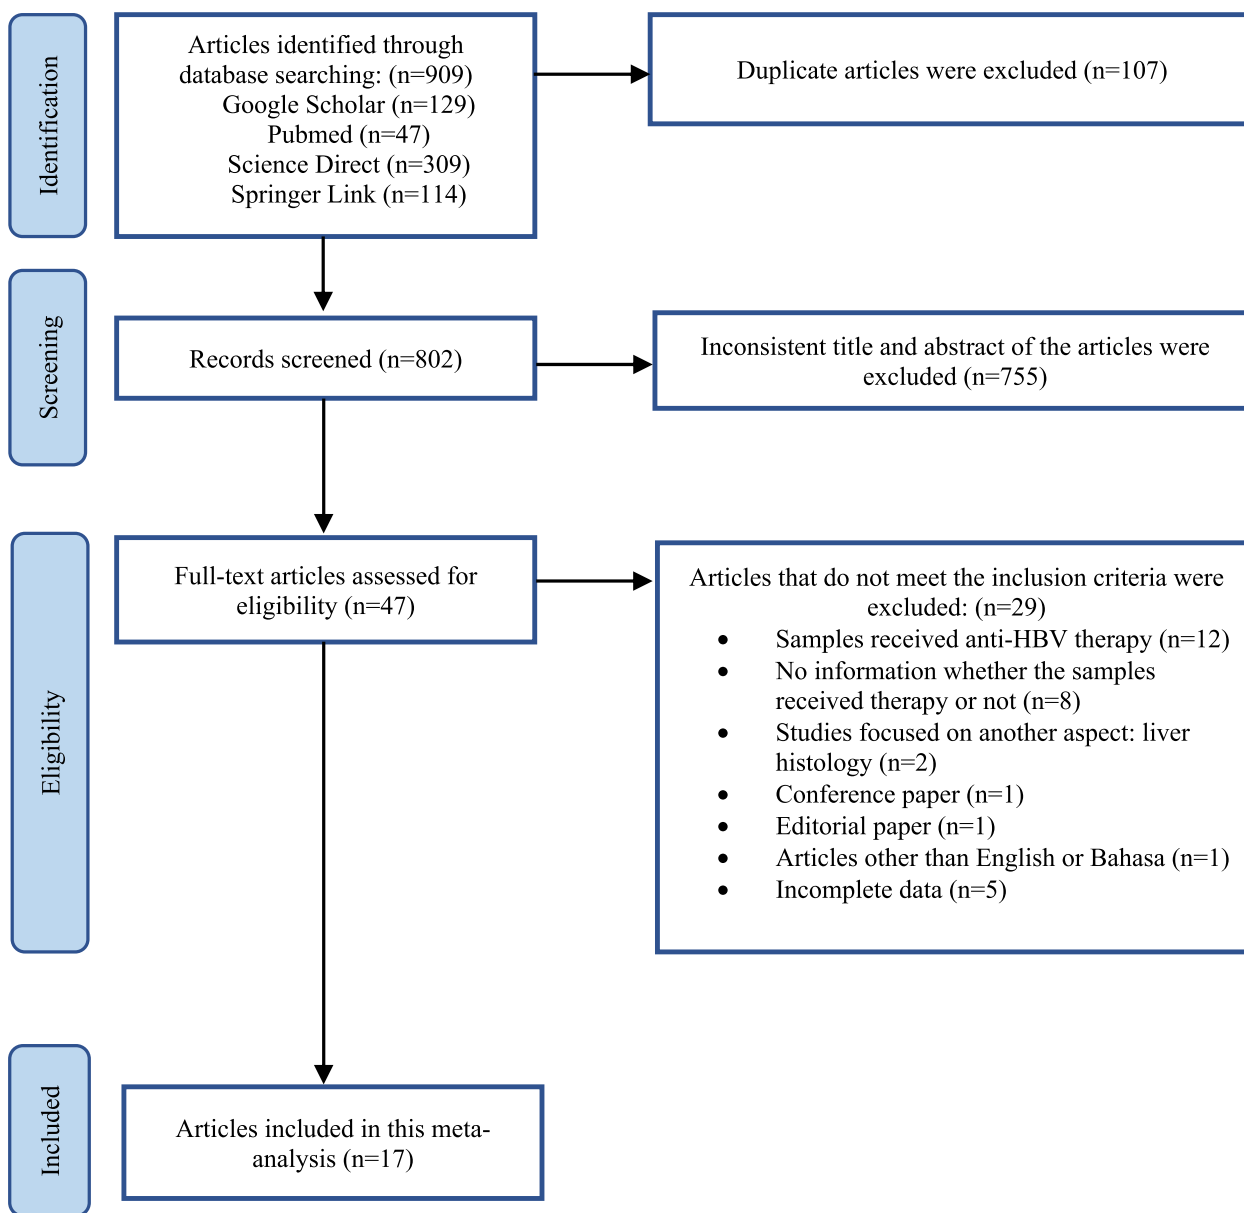 Identification
Articles identified through
database searching: (n=909)
Google Scholar (n=129)
Pubmed (n=47)
Science Direct (n=309)
Springer Link (n=114)
Duplicate articles were excluded (n=107)
Screening
Records screened (n=802)
Inconsistent title and abstract of the articles were
excluded (n=755)
Eligibility
Full-text articles assessed for
eligibility (n=47)
Articles that do not meet the inclusion criteria were
excluded: (n=29)
• Samples received anti-HBV therapy (n=12)
• No information whether the samples
received therapy or not (n=8)
• Studies focused on another aspect: liver
histology (n=2)
• Conference paper (n=1)
• Editorial paper (n=1)
• Articles other than English or Bahasa (n=1)
• Incomplete data (n=5)
Included
Articles included in this meta-
analysis (n=17)